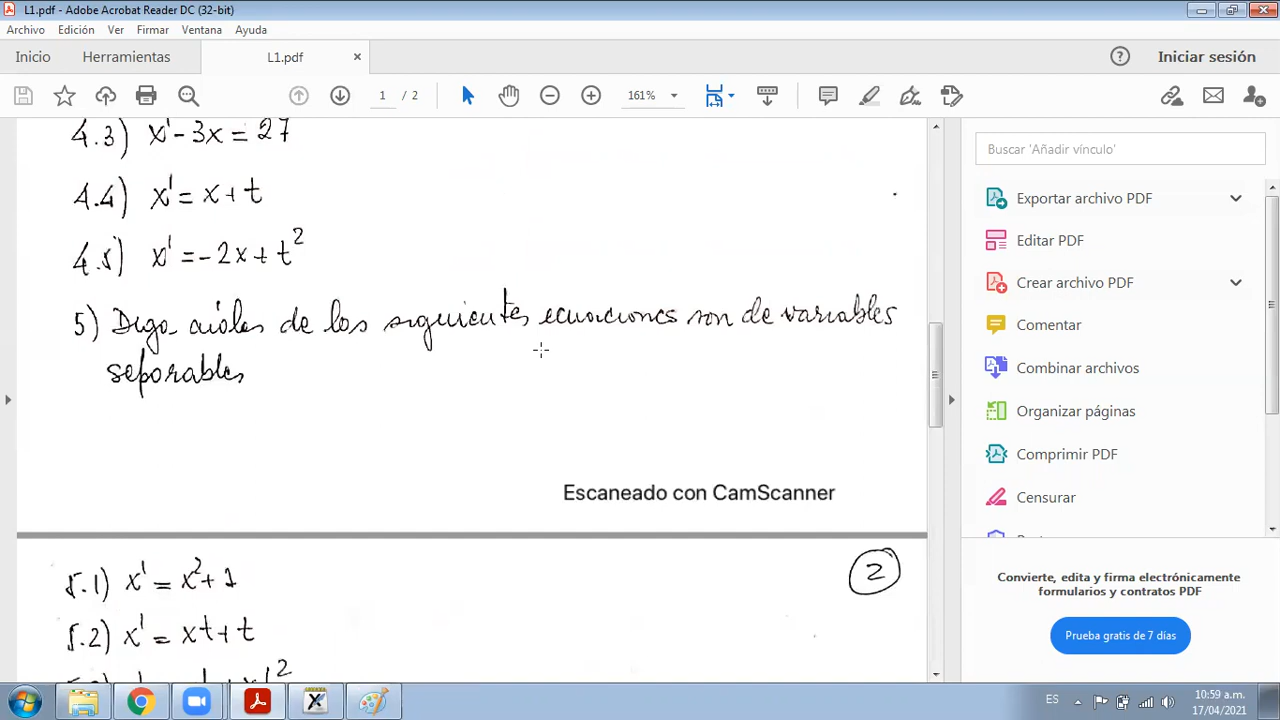 L1.pdf - Adobe Acrobat Reader DC (32-bit)
Archivo Edición Ver Firmar Ventana Ayuda
Inicio Herramientas L1.pdf × Iniciar sesión
1 / 2 161%
4.3) x' - 3x = 27
4.4) x' = x + t
4.5) x' = -2x + t²
5) Diga cuáles de las siguientes ecuaciones son de variables
separables
Escaneado con CamScanner
2
5.1) x' = x² + 1
5.2) x' = xt + t
Buscar 'Añadir vínculo'
Exportar archivo PDF
Editar PDF
Crear archivo PDF
Comentar
Combinar archivos
Organizar páginas
Comprimir PDF
Censurar
Convierte, edita y firma electrónicamente
formularios y contratos PDF
Prueba gratis de 7 días
ES 10:59 a.m.
17/04/2021